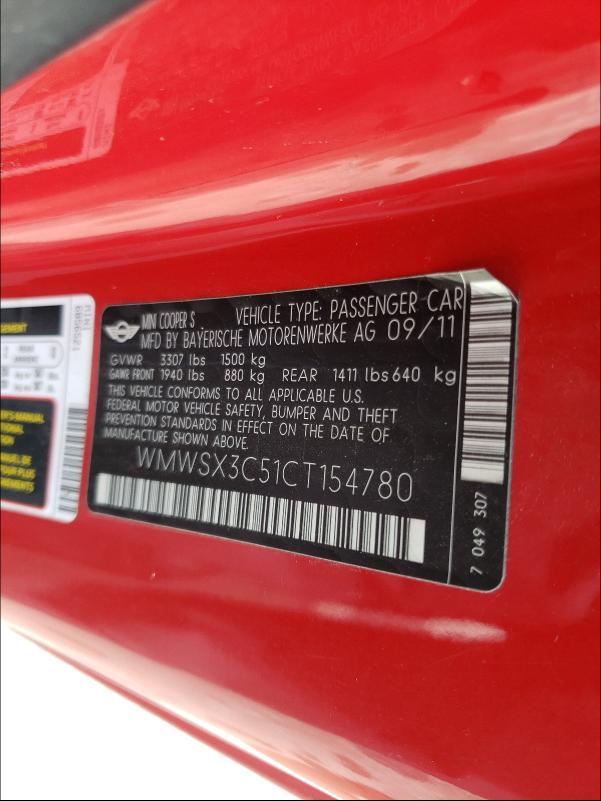 MINI COOPER S VEHICLE TYPE: PASSENGER CAR
MFD BY BAYERISCHE MOTORENWERKE AG 09/11
GVWR 3307 lbs 1500 kg
GAWR FRONT 1940 lbs 880 kg REAR 1411 lbs 640 kg
THIS VEHICLE CONFORMS TO ALL APPLICABLE U.S.
FEDERAL MOTOR VEHICLE SAFETY, BUMPER AND THEFT
PREVENTION STANDARDS IN EFFECT ON THE DATE OF
MANUFACTURE SHOWN ABOVE.
WMWSX3C51CT154780
7 049 307
MINI
6856521